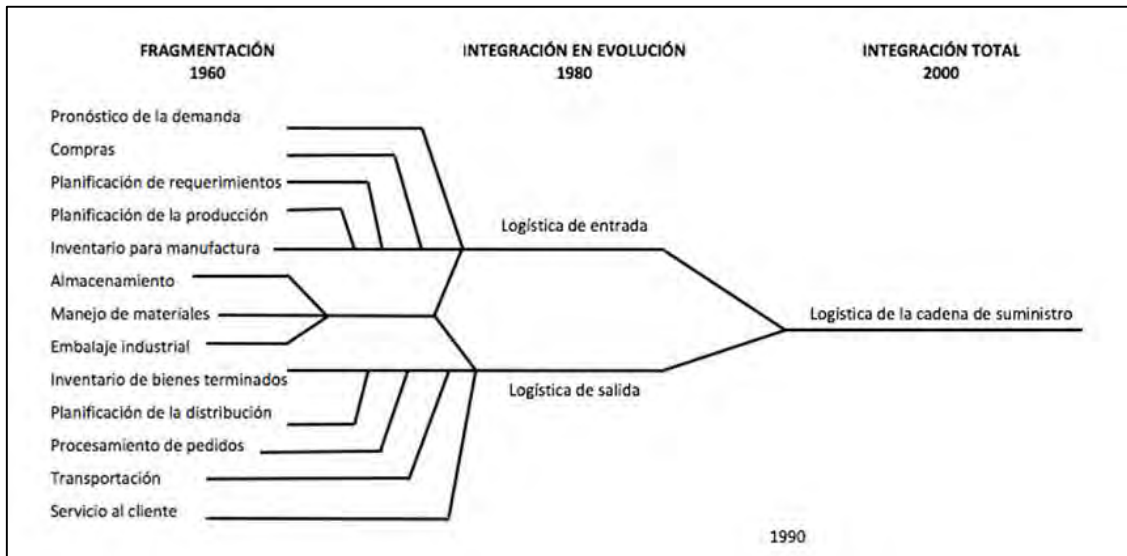 FRAGMENTACIÓN
1960
INTEGRACIÓN EN EVOLUCIÓN
1980
INTEGRACIÓN TOTAL
2000
Pronóstico de la demanda
Compras
Planificación de requerimientos
Planificación de la producción
Inventario para manufactura
Almacenamiento
Manejo de materiales
Embalaje industrial
Inventario de bienes terminados
Planificación de la distribución
Procesamiento de pedidos
Transportación
Servicio al cliente
Logística de entrada
Logística de salida
Logística de la cadena de suministro
1990